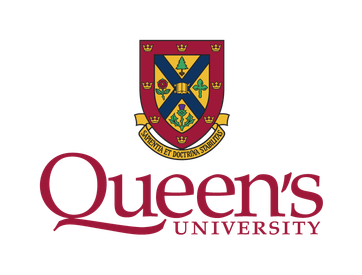 SAPIENTIA ET DOCTRINA STABILITAS
Queen's
UNIVERSITY